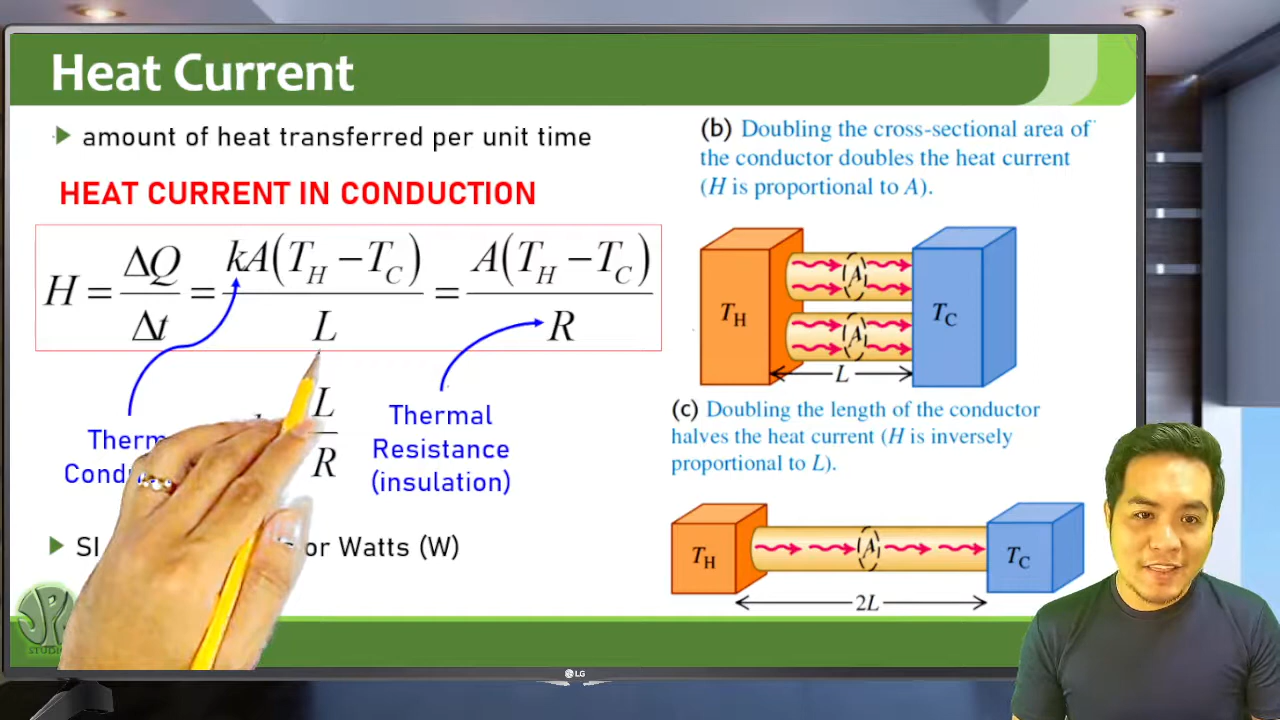 Heat Current
amount of heat transferred per unit time
HEAT CURRENT IN CONDUCTION
H = ΔQ/Δt = kA(T_H − T_C)/L = A(T_H − T_C)/R
L
R
Thermal
Resistance
(insulation)
SI
or Watts (W)
(b) Doubling the cross-sectional area of
the conductor doubles the heat current
(H is proportional to A).
T_H
A
A
T_C
L
(c) Doubling the length of the conductor
halves the heat current (H is inversely
proportional to L).
T_H
A
T_C
2L
LG